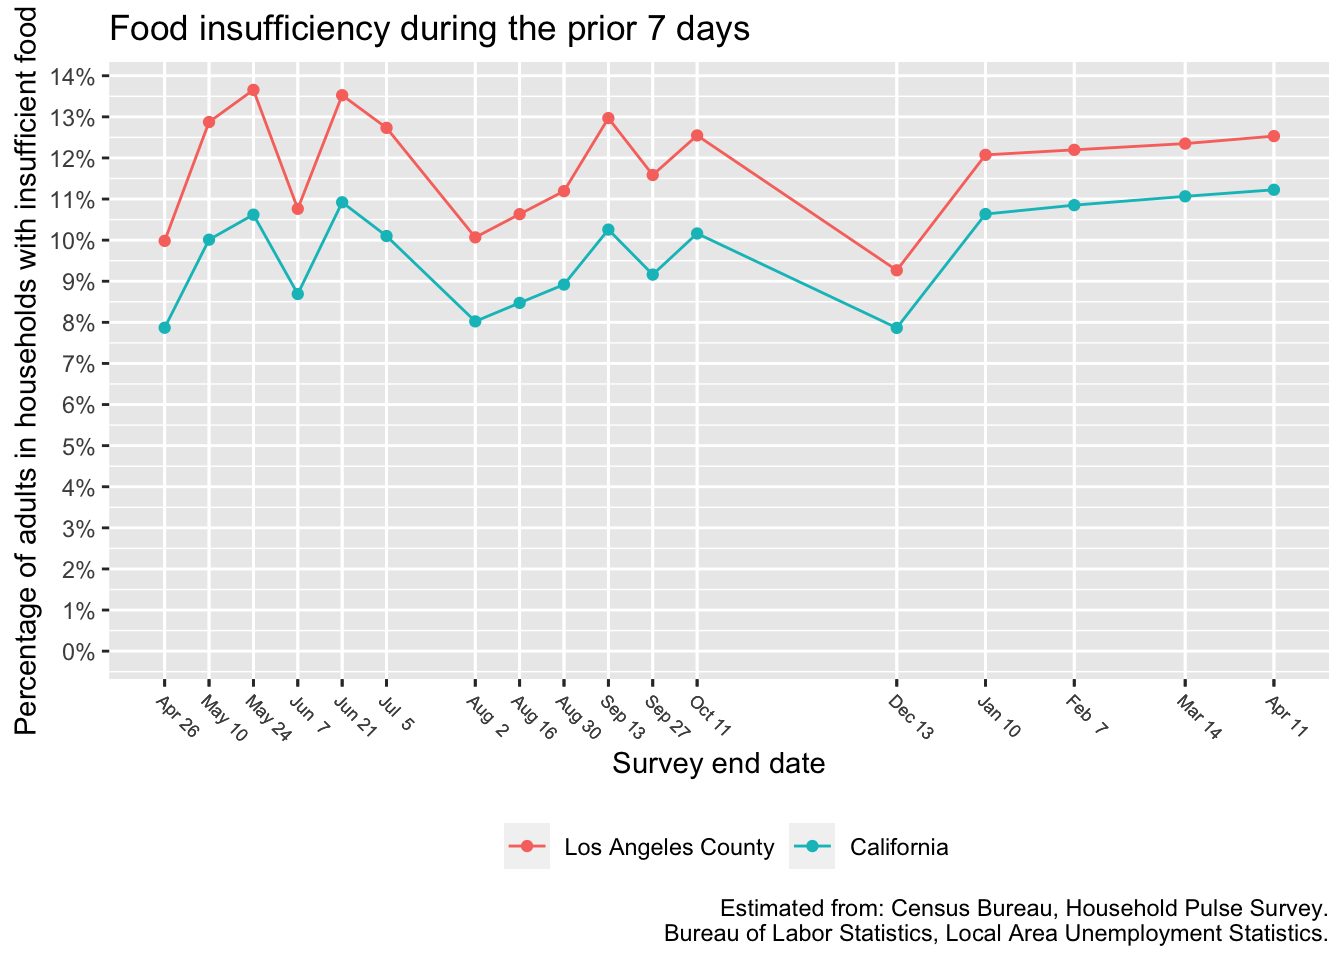 Food insufficiency during the prior 7 days
Percentage of adults in households with insufficient food
14%
13%
12%
11%
10%
9%
8%
7%
6%
5%
4%
3%
2%
1%
0%
Apr 26
May 10
May 24
Jun 7
Jun 21
Jul 5
Aug 2
Aug 16
Aug 30
Sep 13
Sep 27
Oct 11
Dec 13
Jan 10
Feb 7
Mar 14
Apr 11
Survey end date
Los Angeles County
California
Estimated from: Census Bureau, Household Pulse Survey.
Bureau of Labor Statistics, Local Area Unemployment Statistics.